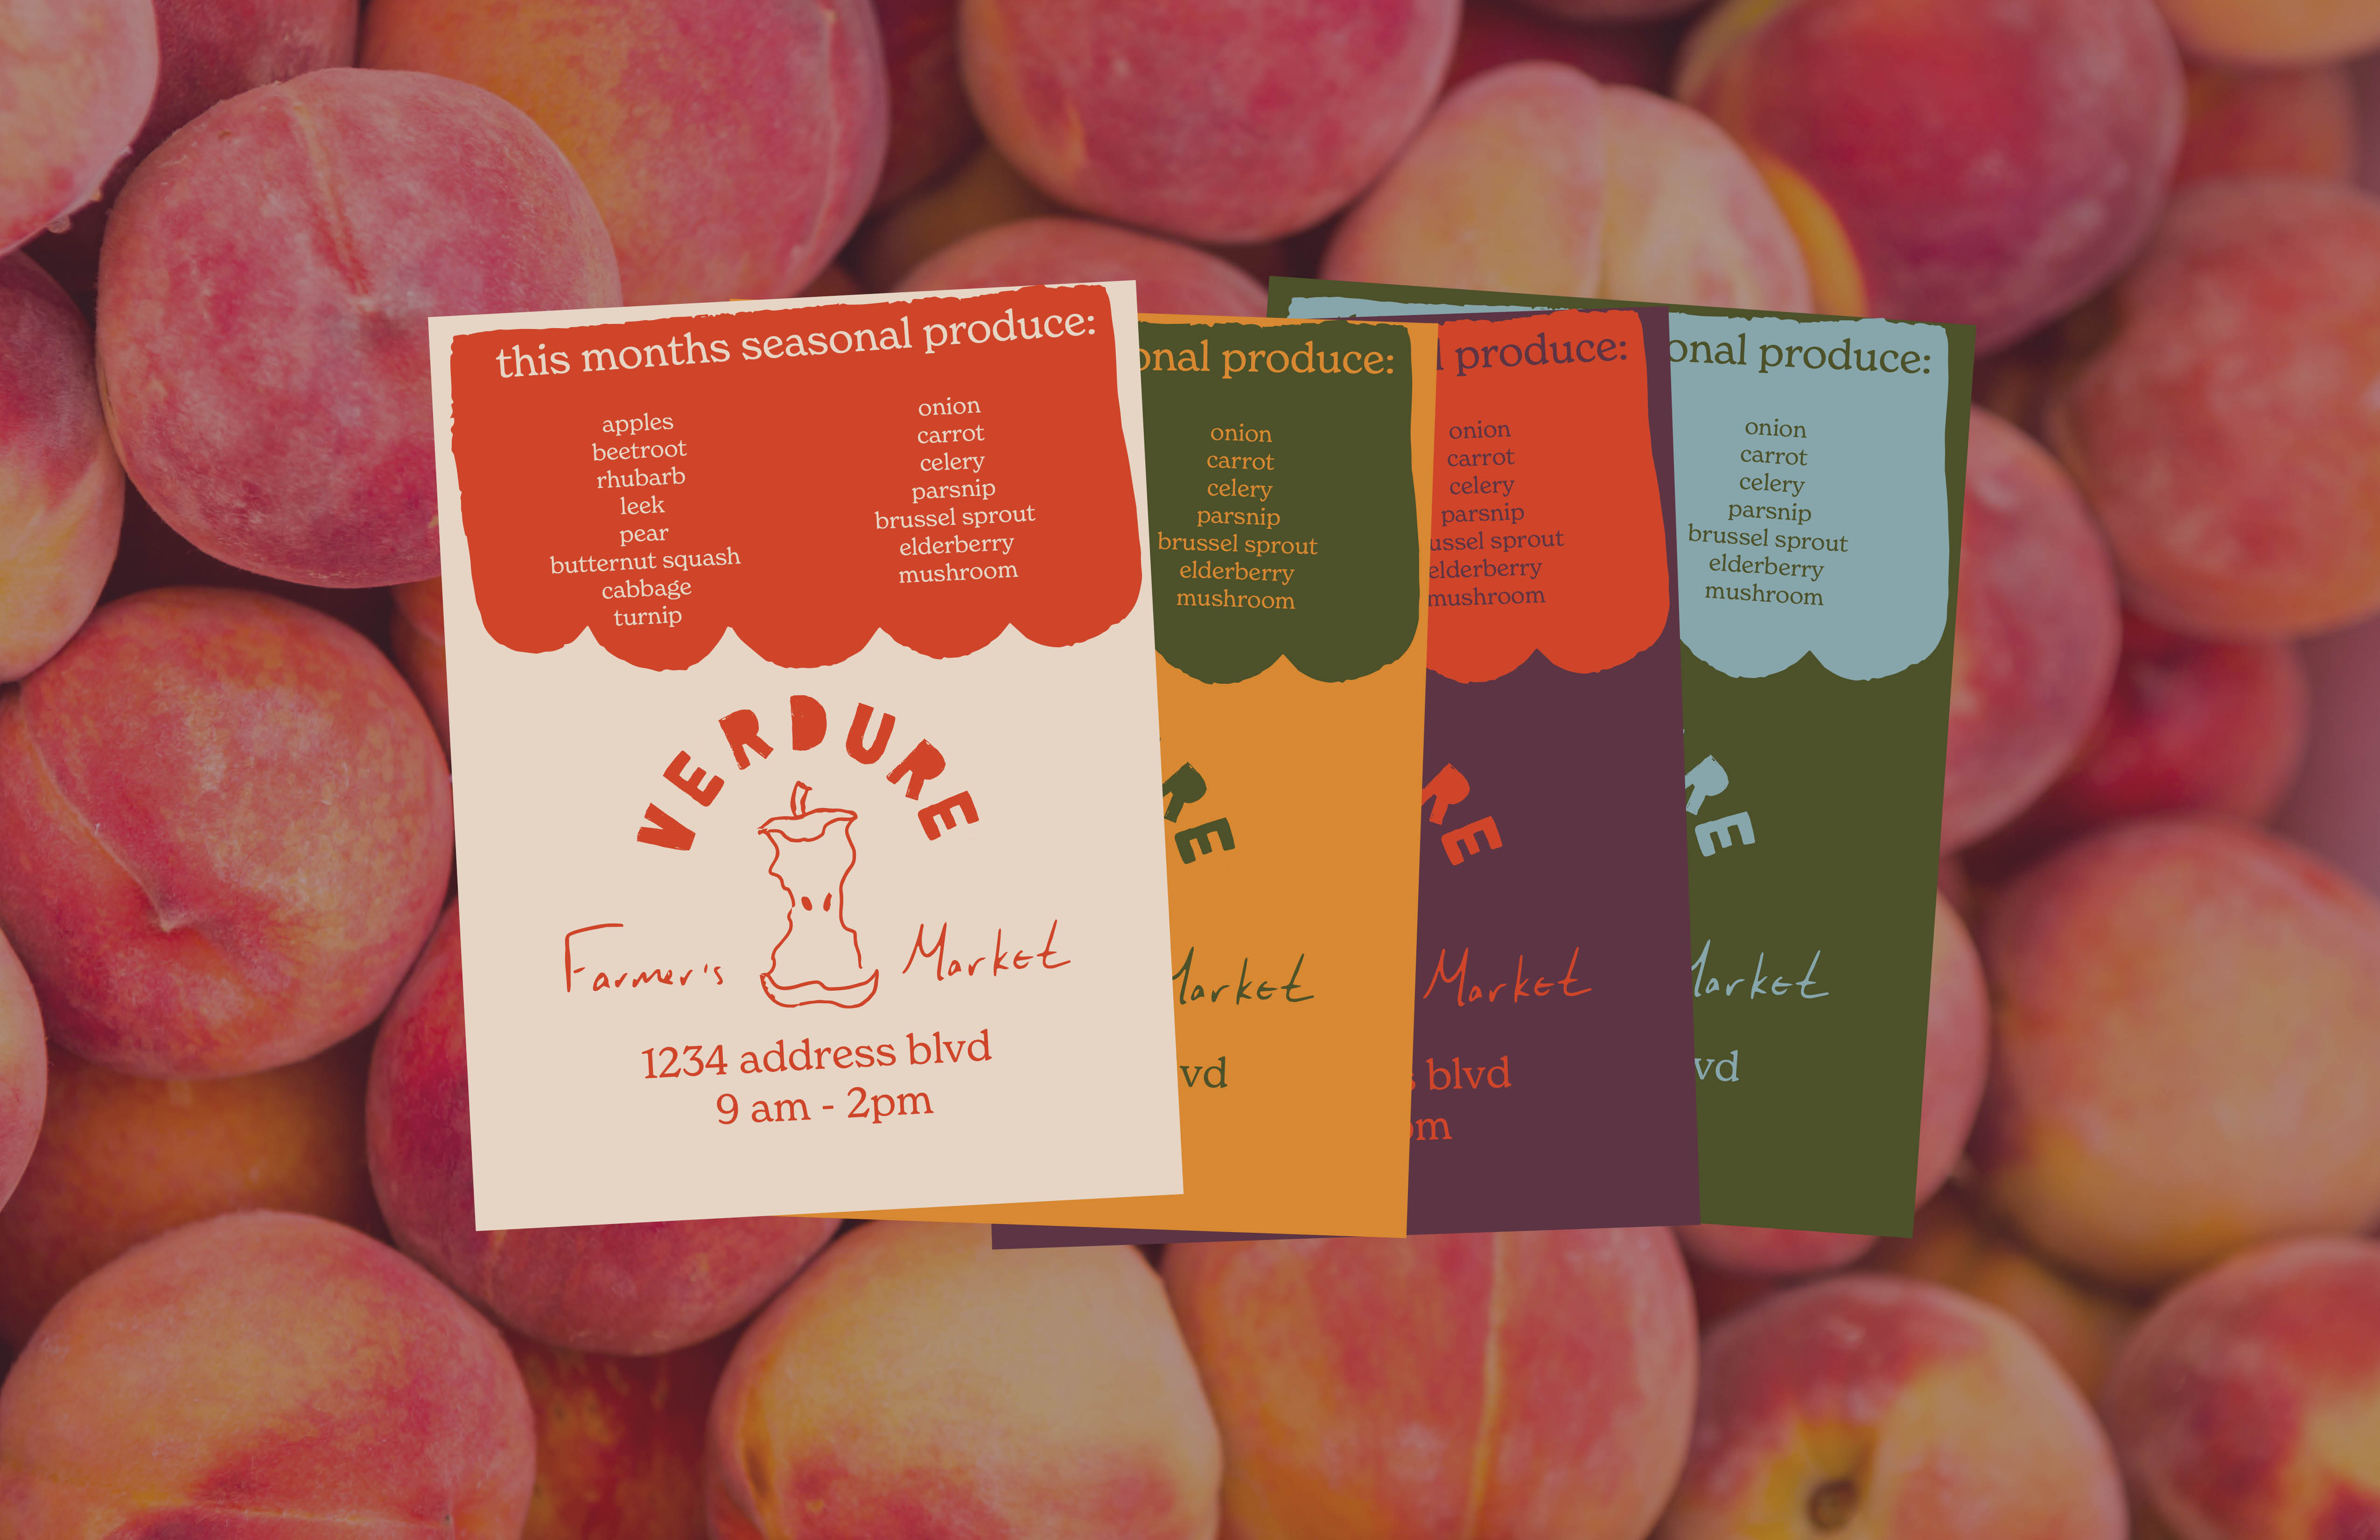 this months seasonal produce:
apples
beetroot
rhubarb
leek
pear
butternut squash
cabbage
turnip
onion
carrot
celery
parsnip
brussel sprout
elderberry
mushroom
VERDURE
Farmer's Market
1234 address blvd
9 am - 2pm
onal produce:
onion
carrot
celery
parsnip
brussel sprout
elderberry
mushroom
RE
Market
vd
l produce:
onion
carrot
celery
parsnip
ussel sprout
elderberry
mushroom
RE
Market
s blvd
pm
onal produce:
onion
carrot
celery
parsnip
brussel sprout
elderberry
mushroom
RE
Market
vd